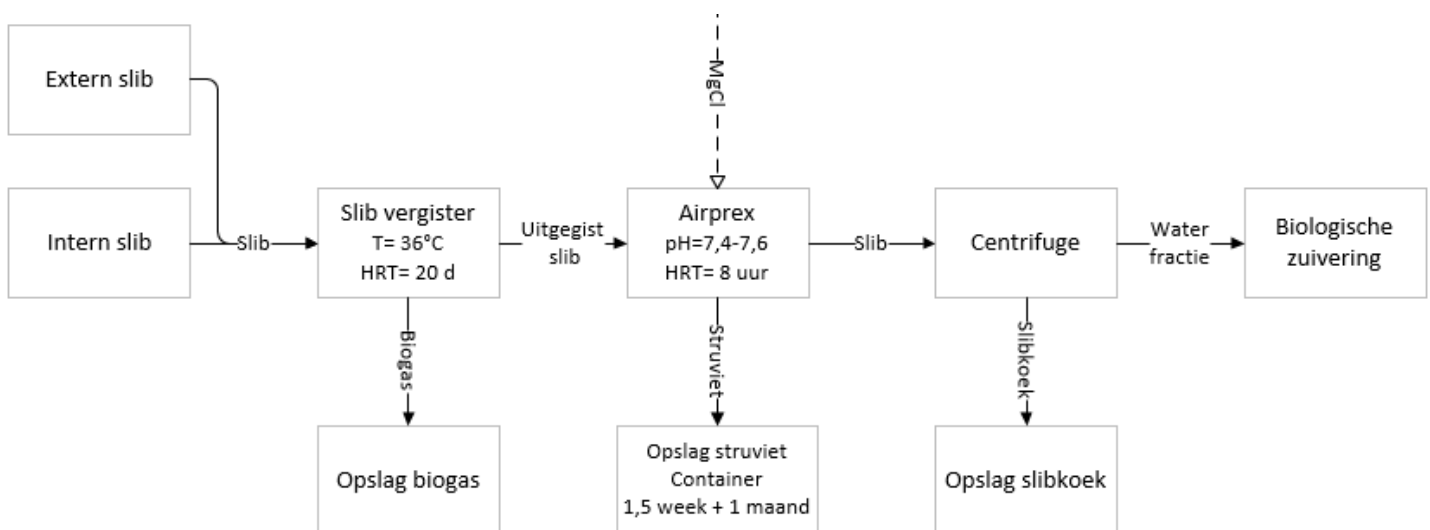 Extern slib
MgCl
Intern slib
Slib
Slib vergister
T= 36°C
HRT= 20 d
Uitgegist
slib
Airprex
pH=7,4-7,6
HRT= 8 uur
Slib
Centrifuge
Water
fractie
Biologische
zuivering
Biogas
Struviet
Slibkoek
Opslag biogas
Opslag struviet
Container
1,5 week + 1 maand
Opslag slibkoek